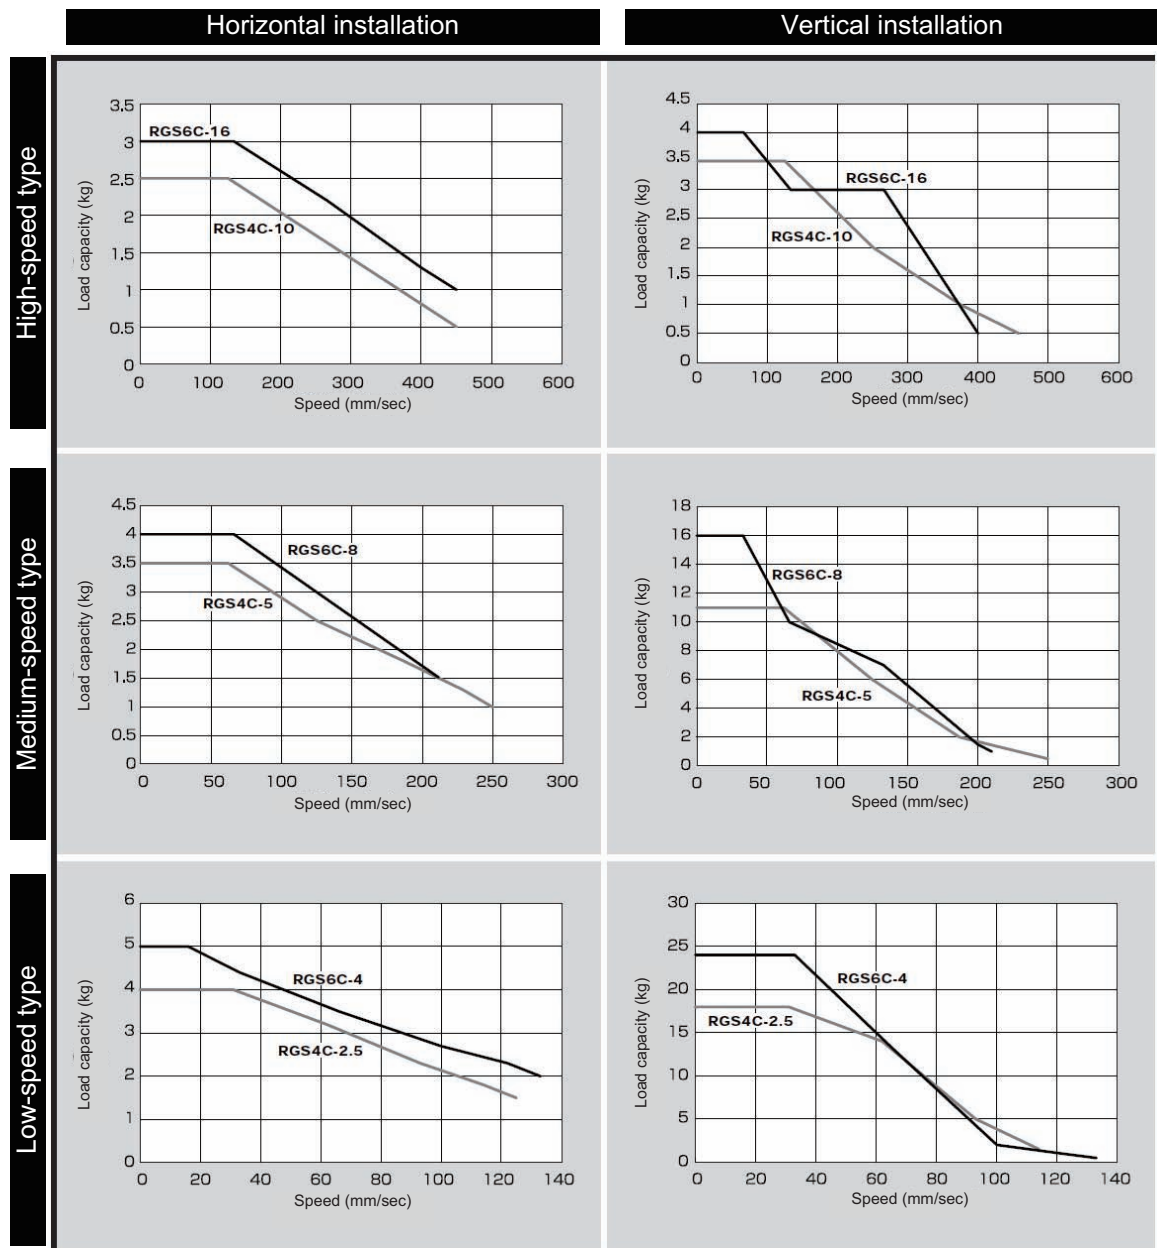 Horizontal installation
Vertical installation
High-speed type
Load capacity (kg)
3.5
3
2.5
2
1.5
1
0.5
0
RGS6C-16
RGS4C-10
0 100 200 300 400 500 600
Speed (mm/sec)
Load capacity (kg)
4.5
4
3.5
3
2.5
2
1.5
1
0.5
0
RGS6C-16
RGS4C-10
0 100 200 300 400 500 600
Speed (mm/sec)
Medium-speed type
Load capacity (kg)
4.5
4
3.5
3
2.5
2
1.5
1
0.5
0
RGS6C-8
RGS4C-5
0 50 100 150 200 250 300
Speed (mm/sec)
Load capacity (kg)
18
16
14
12
10
8
6
4
2
0
RGS6C-8
RGS4C-5
0 50 100 150 200 250 300
Speed (mm/sec)
Low-speed type
Load capacity (kg)
6
5
4
3
2
1
0
RGS6C-4
RGS4C-2.5
0 20 40 60 80 100 120 140
Speed (mm/sec)
Load capacity (kg)
30
25
20
15
10
5
0
RGS6C-4
RGS4C-2.5
0 20 40 60 80 100 120 140
Speed (mm/sec)